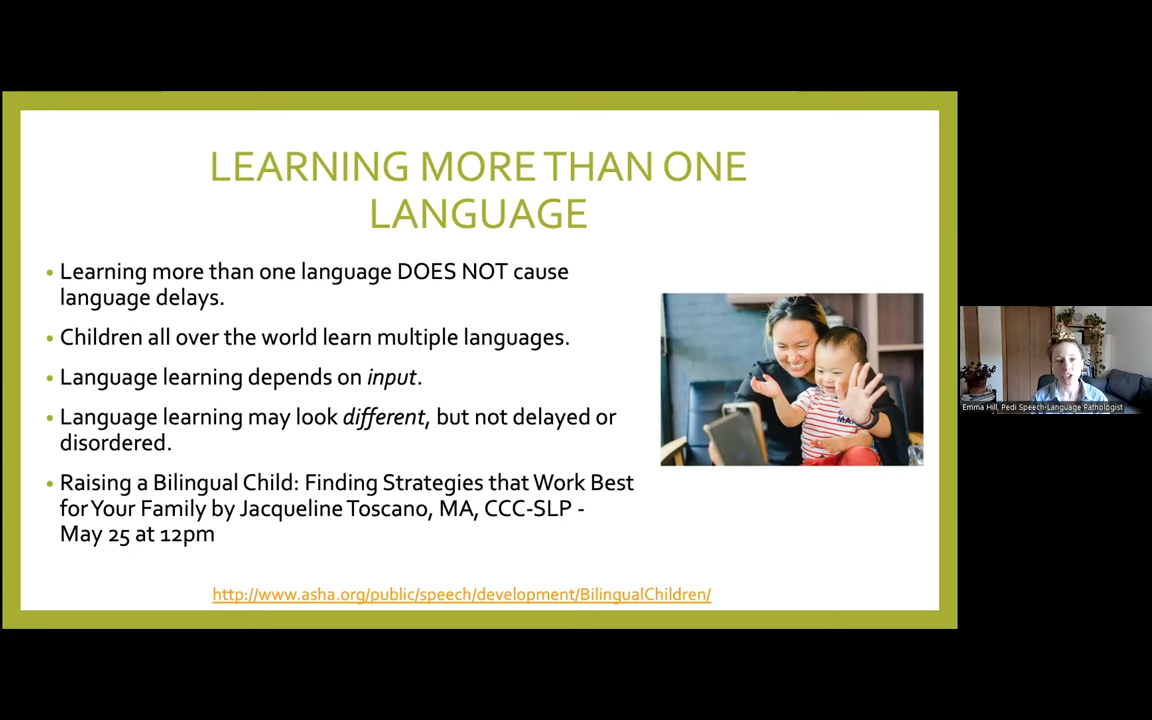 LEARNING MORE THAN ONE
LANGUAGE
• Learning more than one language DOES NOT cause
language delays.
• Children all over the world learn multiple languages.
• Language learning depends on input.
• Language learning may look different, but not delayed or
disordered.
• Raising a Bilingual Child: Finding Strategies that Work Best
for Your Family by Jacqueline Toscano, MA, CCC-SLP -
May 25 at 12pm
http://www.asha.org/public/speech/development/BilingualChildren/
Emma Hill, Pedi Speech-Language Pathologist